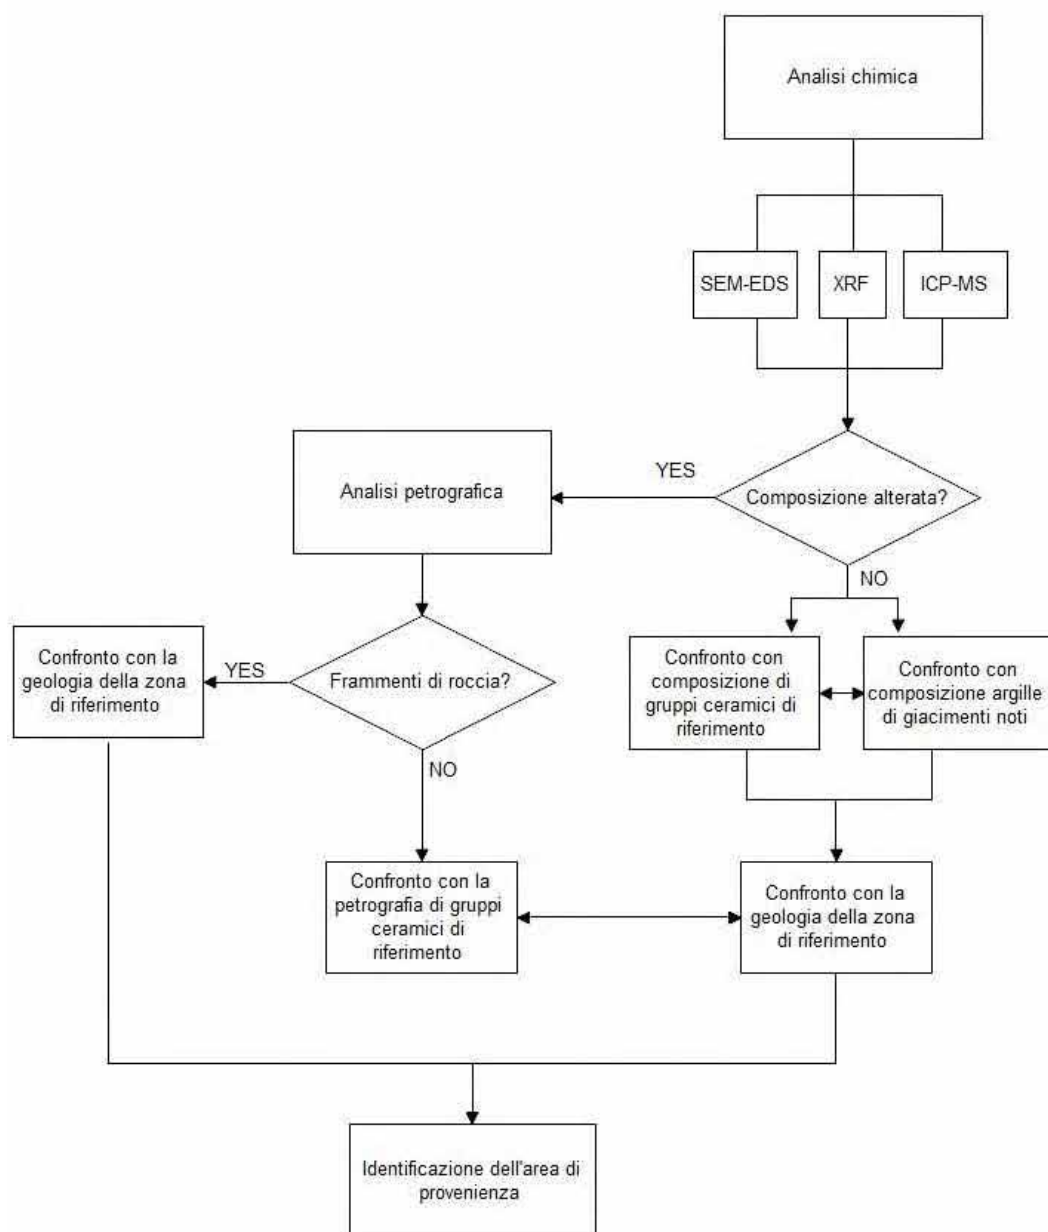 Analisi chimica
SEM-EDS
XRF
ICP-MS
Composizione alterata?
YES
NO
Analisi petrografica
Frammenti di roccia?
YES
NO
Confronto con la
geologia della zona
di riferimento
Confronto con
composizione di
gruppi ceramici di
riferimento
Confronto con
composizione argille
di giacimenti noti
Confronto con la
petrografia di gruppi
ceramici di
riferimento
Confronto con la
geologia della zona
di riferimento
Identificazione dell'area di
provenienza